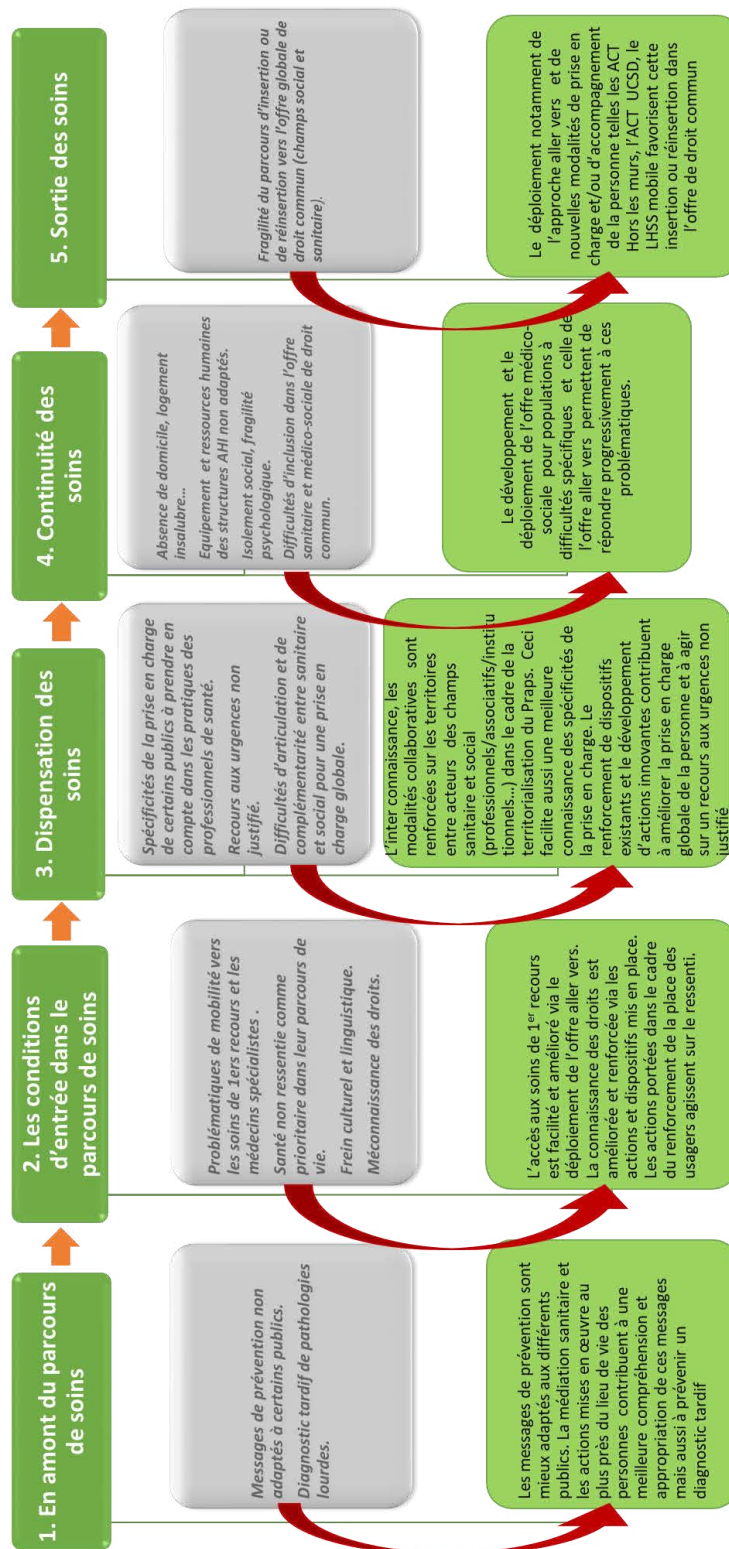 1. En amont du parcours
de soins
Messages de prévention non
adaptés à certains publics.
Diagnostic tardif de pathologies
lourdes.
Les messages de prévention sont
mieux adaptés aux différents
publics. La médiation sanitaire et
les actions mises en œuvre au
plus près du lieu de vie des
personnes contribuent à une
meilleure compréhension et
appropriation de ces messages
mais aussi à prévenir un
diagnostic tardif
2. Les conditions
d'entrée dans le
parcours de soins
Problématiques de mobilité vers
les soins de 1ers recours et les
médecins spécialistes .
Santé non ressentie comme
prioritaire dans leur parcours de
vie.
Frein culturel et linguistique.
Méconnaissance des droits.
L'accès aux soins de 1er recours
est facilité et amélioré via le
déploiement de l'offre aller vers.
La connaissance des droits est
améliorée et renforcée via les
actions et dispositifs mis en place.
Les actions portées dans le cadre
du renforcement de la place des
usagers agissent sur le ressenti.
3. Dispensation des
soins
Spécificités de la prise en charge
de certains publics à prendre en
compte dans les pratiques des
professionnels de santé.
Recours aux urgences non
justifié.
Difficultés d'articulation et de
complémentarité entre sanitaire
et social pour une prise en
charge globale.
L'inter connaissance, les
modalités collaboratives sont
renforcées sur les territoires
entre acteurs des champs
sanitaire et social
(professionnels/associatifs/institu
tionnels...) dans le cadre de la
territorialisation du Praps. Ceci
facilite aussi une meilleure
connaissance des spécificités de
la prise en charge. Le
renforcement de dispositifs
existants et le développement
d'actions innovantes contribuent
à améliorer la prise en charge
globale de la personne et à agir
sur un recours aux urgences non
justifié
4. Continuité des
soins
Absence de domicile, logement
insalubre...
Equipement et ressources humaines
des structures AHI non adaptés.
Isolement social, fragilité
psychologique.
Difficultés d'inclusion dans l'offre
sanitaire et médico-sociale de droit
commun.
Le développement et le
déploiement de l'offre médico-
sociale pour populations à
difficultés spécifiques et celle de
l'offre aller vers permettent de
répondre progressivement à ces
problématiques.
5. Sortie des soins
Fragilité du parcours d'insertion ou
de réinsertion vers l'offre globale de
droit commun (champs social et
sanitaire).
Le déploiement notamment de
l'approche aller vers et de
nouvelles modalités de prise en
charge et/ou d'accompagnement
de la personne telles les ACT
Hors les murs, l'ACT UCSD, le
LHSS mobile favorisent cette
insertion ou réinsertion dans
l'offre de droit commun